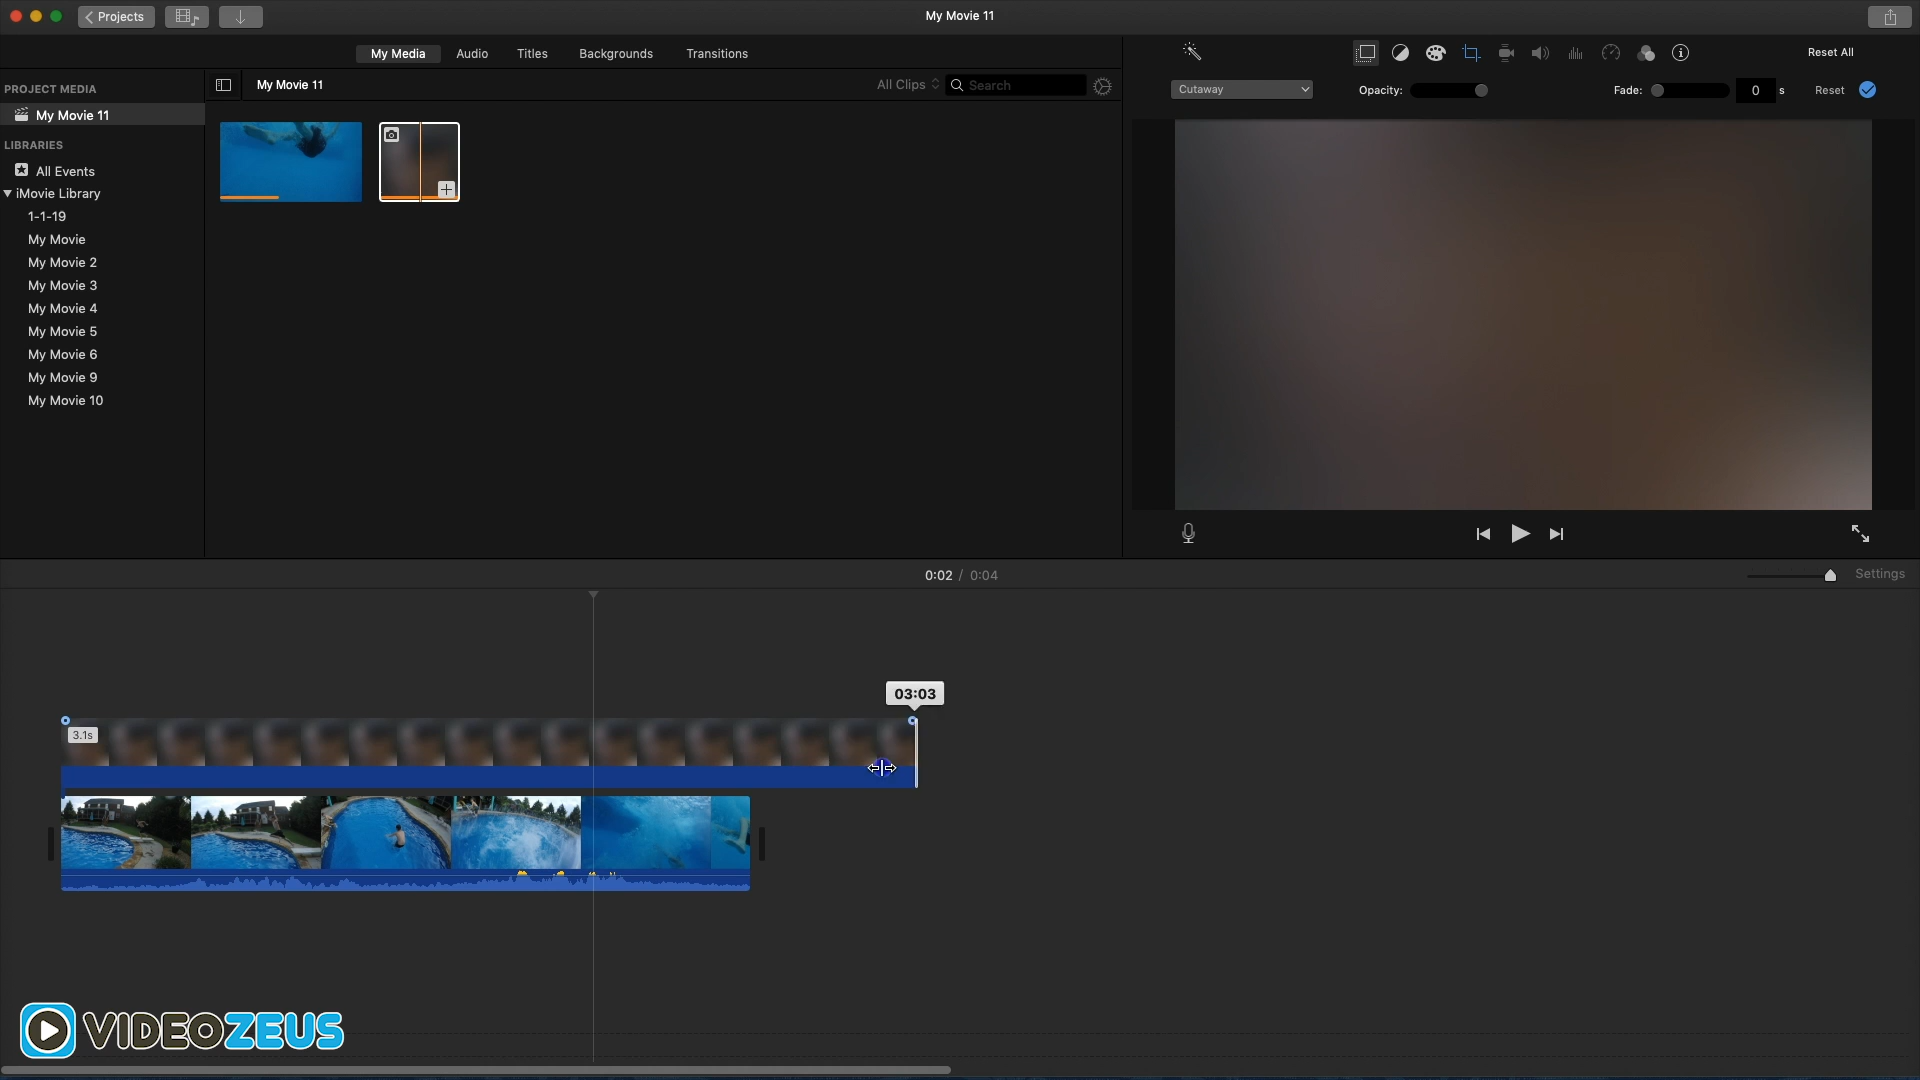 Projects
My Movie 11
My Media
Audio
Titles
Backgrounds
Transitions
Reset All
PROJECT MEDIA
My Movie 11
My Movie 11
All Clips
Search
Cutaway
Opacity:
Fade:
0
s
Reset
LIBRARIES
All Events
iMovie Library
1-1-19
My Movie
My Movie 2
My Movie 3
My Movie 4
My Movie 5
My Movie 6
My Movie 9
My Movie 10
0:02 / 0:04
Settings
03:03
3.1s
VIDEOZEUS